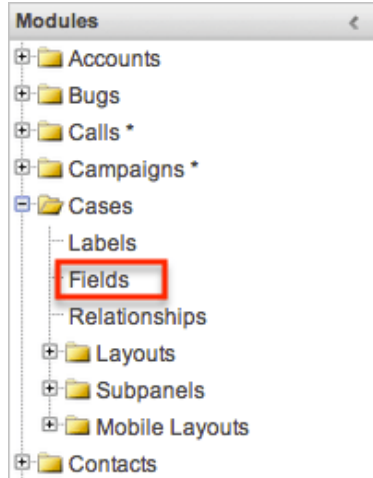 Modules
Accounts
Bugs
Calls *
Campaigns *
Cases
Labels
Fields
Relationships
Layouts
Subpanels
Mobile Layouts
Contacts